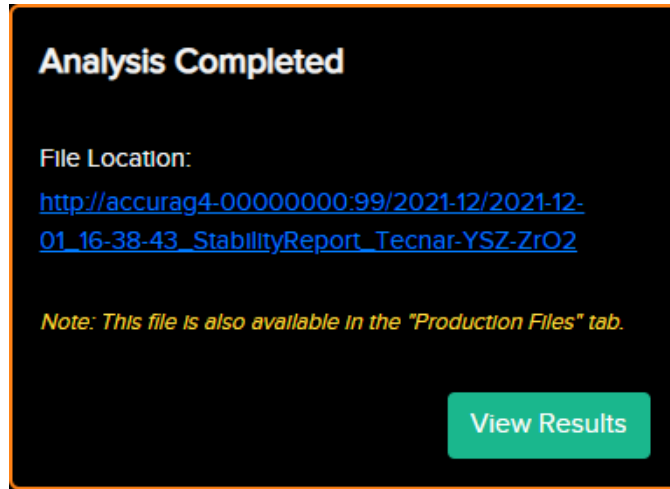 Analysis Completed
File Location:
http://accurag4-00000000:99/2021-12/2021-12-
01_16-38-43_StabilityReport_Tecnar-YSZ-ZrO2
Note: This file is also available in the "Production Files" tab.
View Results